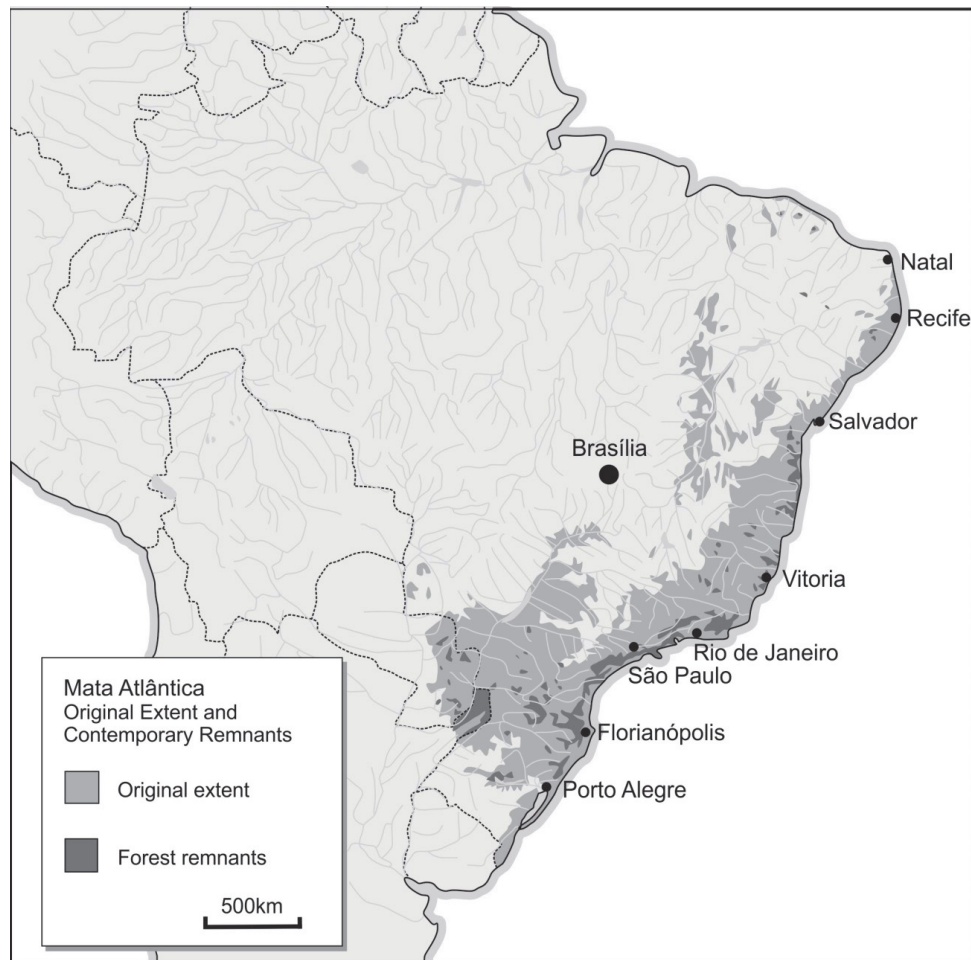 Natal
Recife
Salvador
Brasília
Vitoria
Rio de Janeiro
São Paulo
Florianópolis
Porto Alegre
Mata Atlântica
Original Extent and
Contemporary Remnants
Original extent
Forest remnants
500km